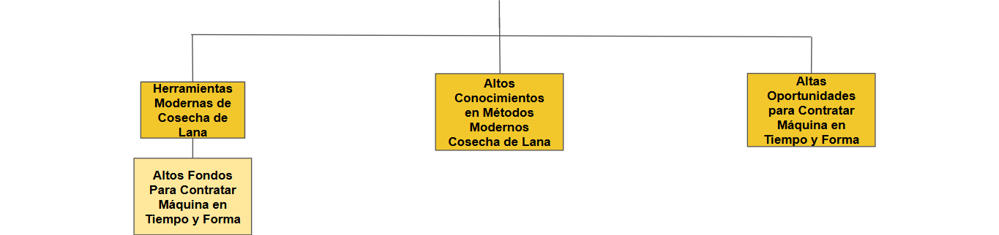 Herramientas
Modernas de
Cosecha de
Lana
Altos
Conocimientos
en Métodos
Modernos
Cosecha de Lana
Altas
Oportunidades
para Contratar
Máquina en
Tiempo y Forma
Altos Fondos
Para Contratar
Máquina en
Tiempo y Forma